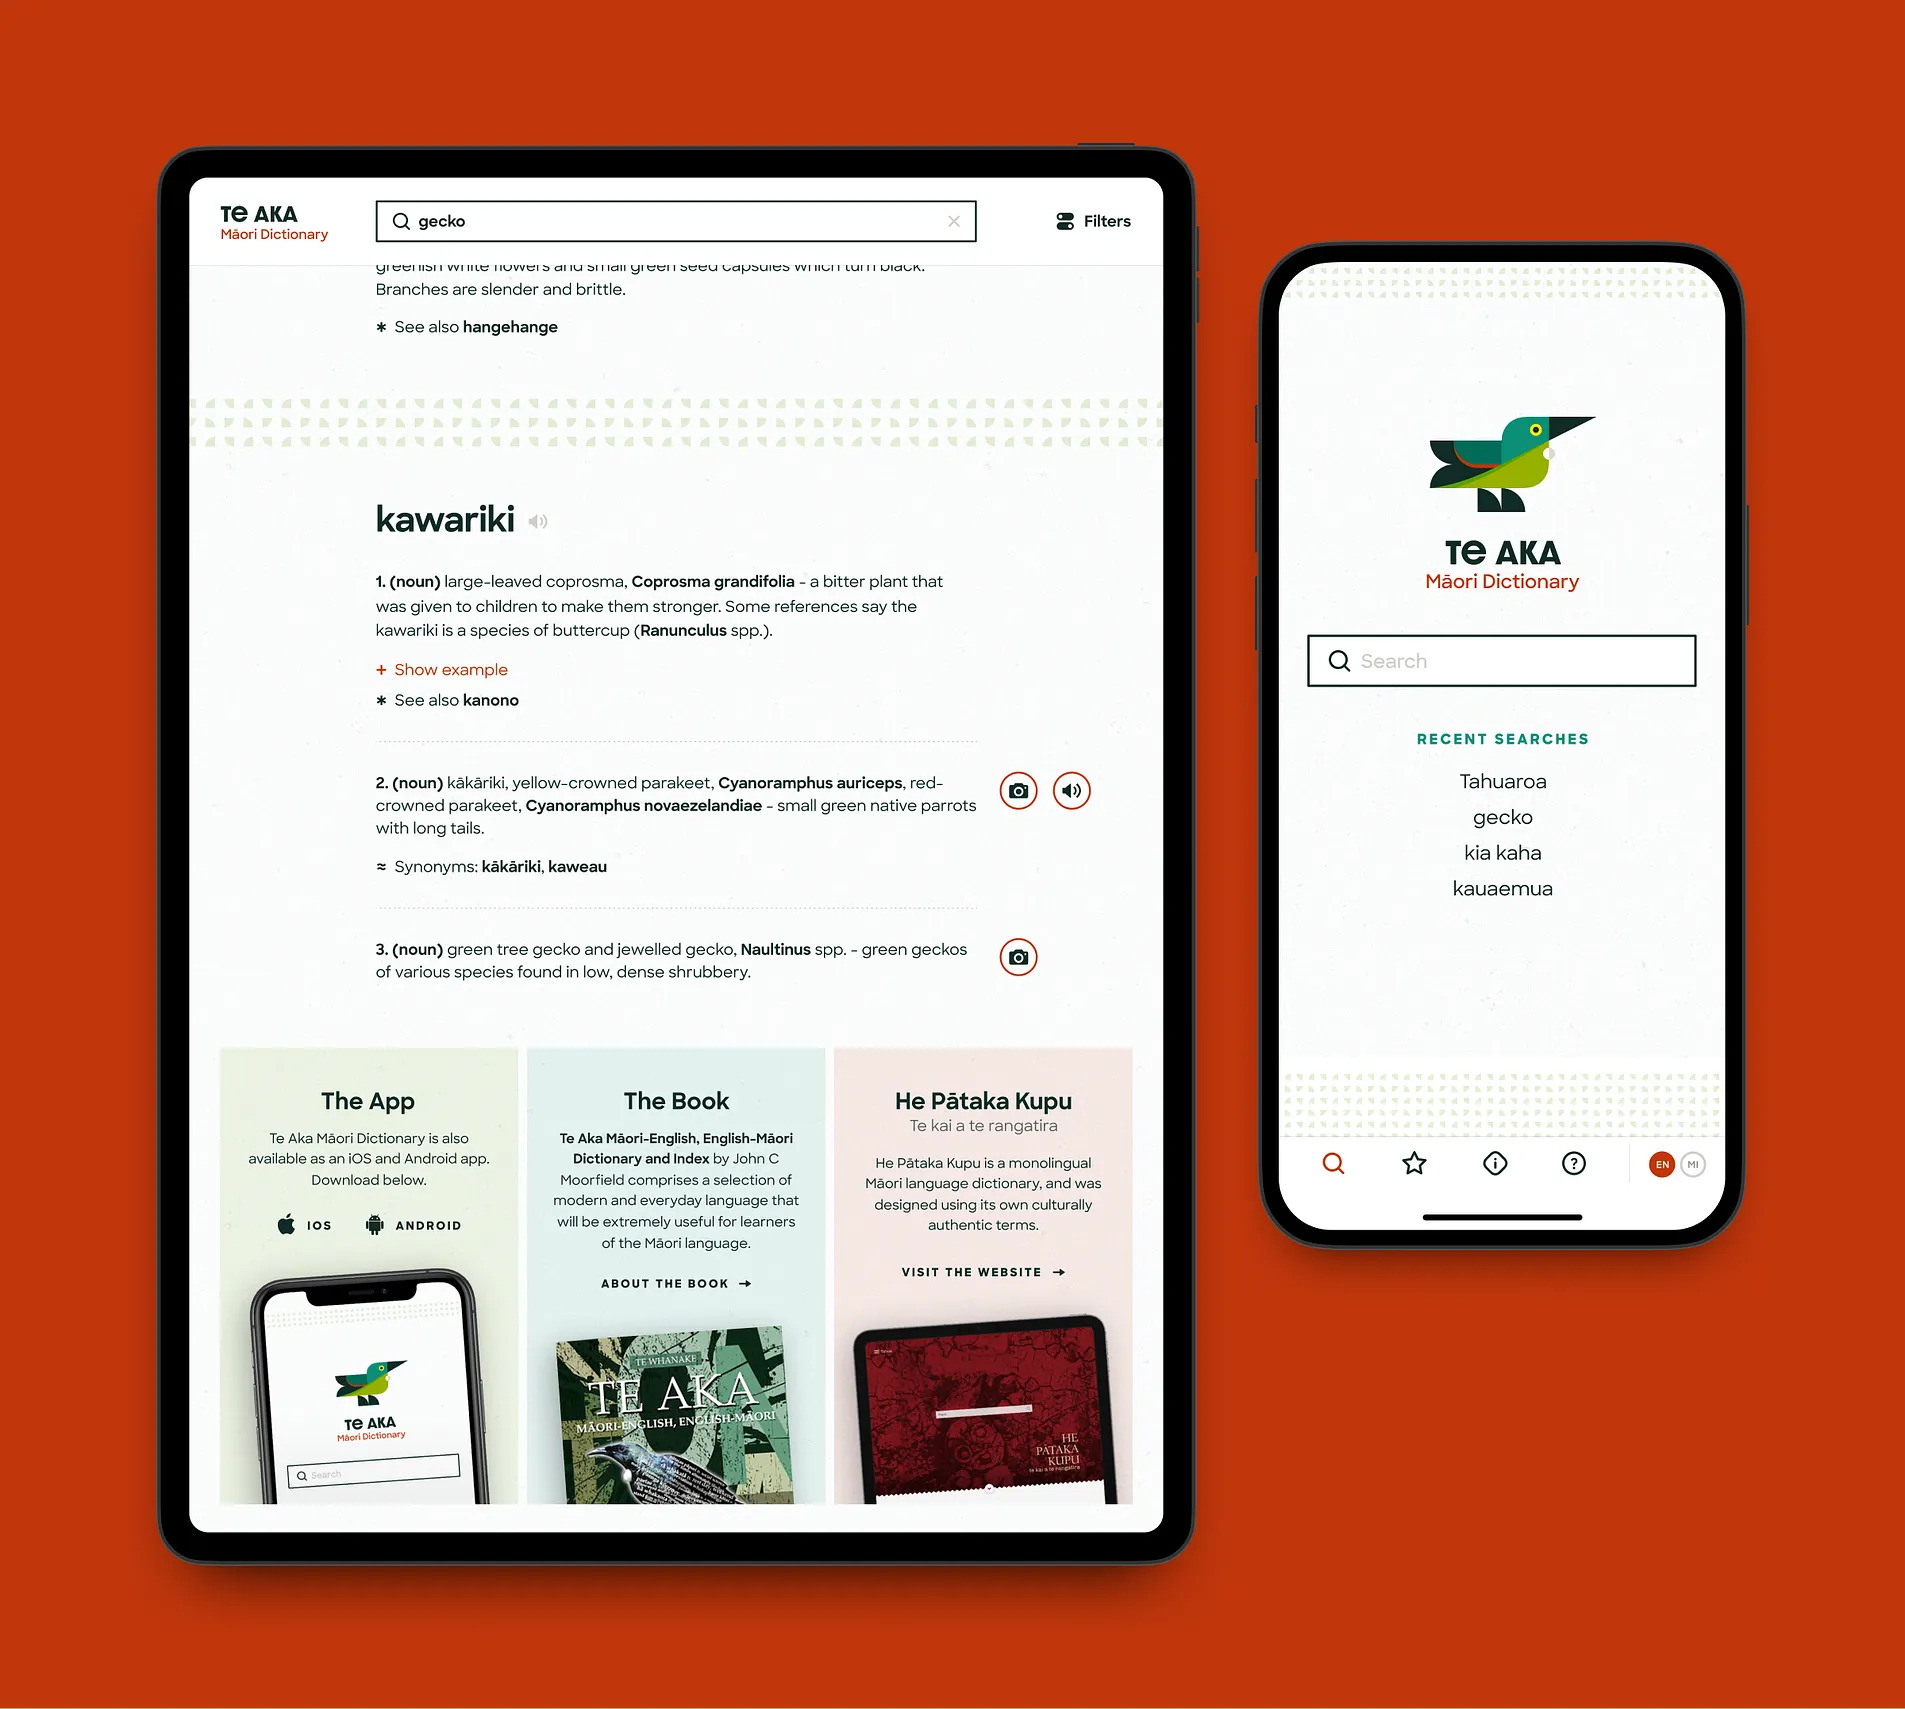 TE AKA
Māori Dictionary
gecko
Filters
greenish white flowers and small green seed capsules which turn black.
Branches are slender and brittle.
* See also hangehange
kawariki
1. (noun) large-leaved coprosma, Coprosma grandifolia - a bitter plant that
was given to children to make them stronger. Some references say the
kawariki is a species of buttercup (Ranunculus spp.).
+ Show example
* See also kanono
2. (noun) kākāriki, yellow-crowned parakeet, Cyanoramphus auriceps, red-
crowned parakeet, Cyanoramphus novaezelandiae - small green native parrots
with long tails.
≈ Synonyms: kākāriki, kaweau
3. (noun) green tree gecko and jewelled gecko, Naultinus spp. - green geckos
of various species found in low, dense shrubbery.
The App
Te Aka Māori Dictionary is also
available as an iOS and Android app.
Download below.
IOS
ANDROID
TE AKA
Māori Dictionary
Search
The Book
Te Aka Māori-English, English-Māori
Dictionary and Index by John C
Moorfield comprises a selection of
modern and everyday language that
will be extremely useful for learners
of the Māori language.
ABOUT THE BOOK →
TE WHANAKE
TE AKA
MĀORI-ENGLISH, ENGLISH-MĀORI
He Pātaka Kupu
Te kai a te rangatira
He Pātaka Kupu is a monolingual
Māori language dictionary, and was
designed using its own culturally
authentic terms.
VISIT THE WEBSITE →
HE
PĀTAKA
KUPU
te kai a te rangatira
TE AKA
Māori Dictionary
Search
RECENT SEARCHES
Tahuaroa
gecko
kia kaha
kauaemua
EN
MI